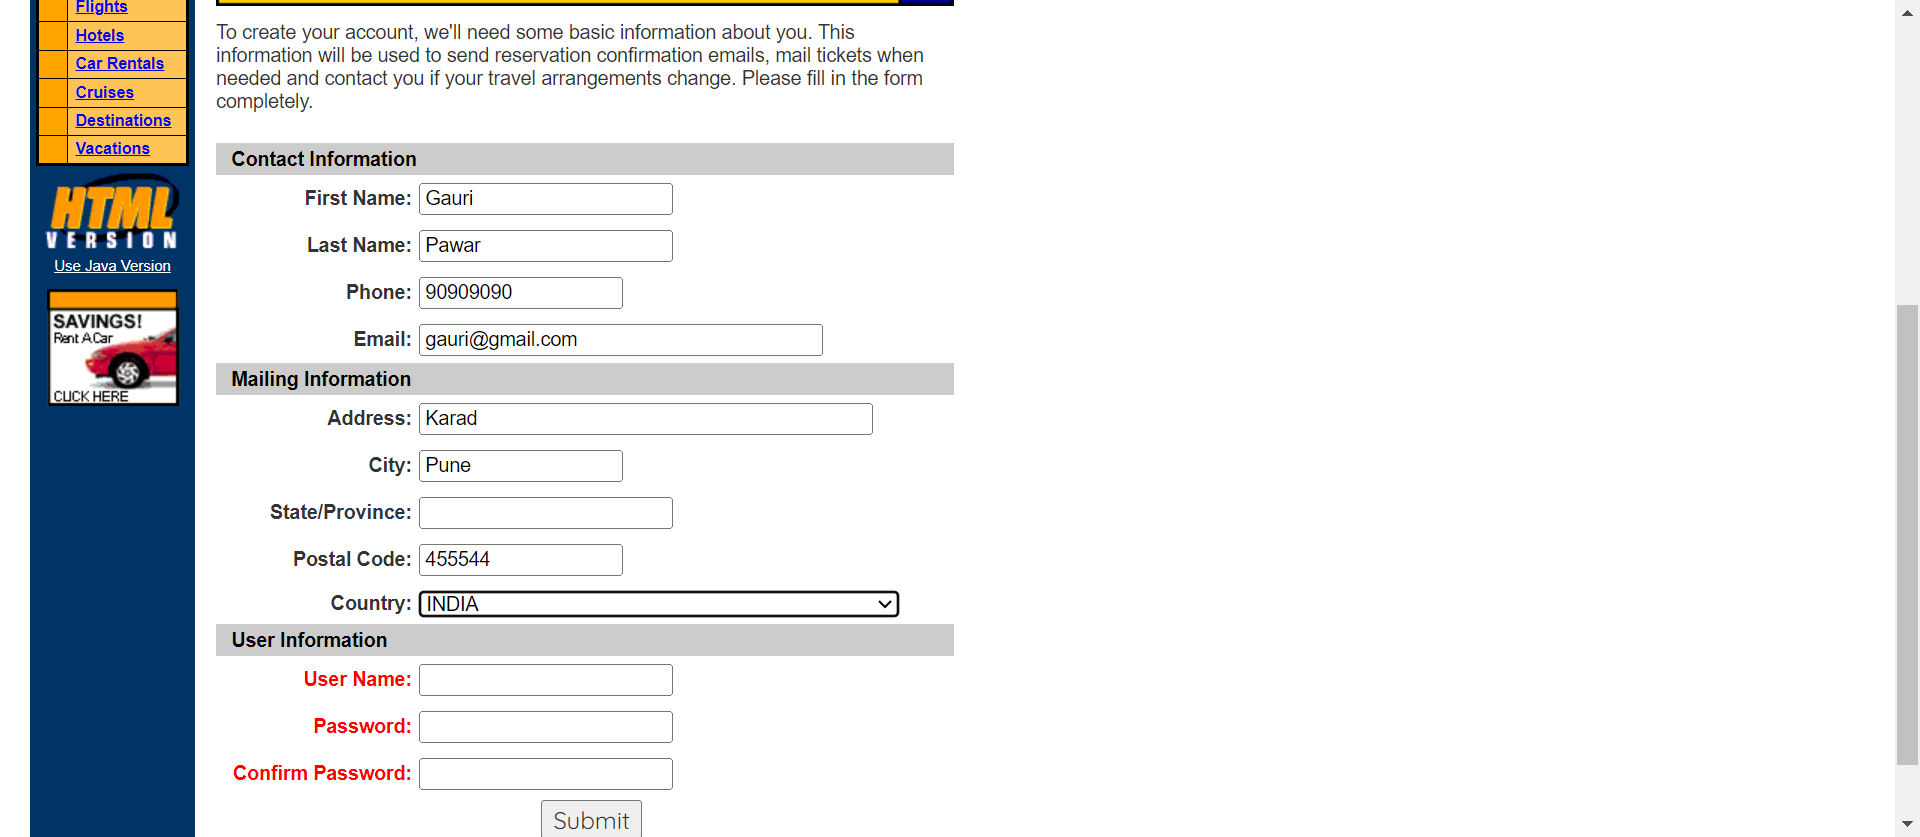 Flights
Hotels
Car Rentals
Cruises
Destinations
Vacations
HTML
VERSION
Use Java Version
SAVINGS!
Rent A Car
CLICK HERE
To create your account, we'll need some basic information about you. This
information will be used to send reservation confirmation emails, mail tickets when
needed and contact you if your travel arrangements change. Please fill in the form
completely.
Contact Information
First Name: Gauri
Last Name: Pawar
Phone: 90909090
Email: gauri@gmail.com
Mailing Information
Address: Karad
City: Pune
State/Province:
Postal Code: 455544
Country: INDIA
User Information
User Name:
Password:
Confirm Password:
Submit